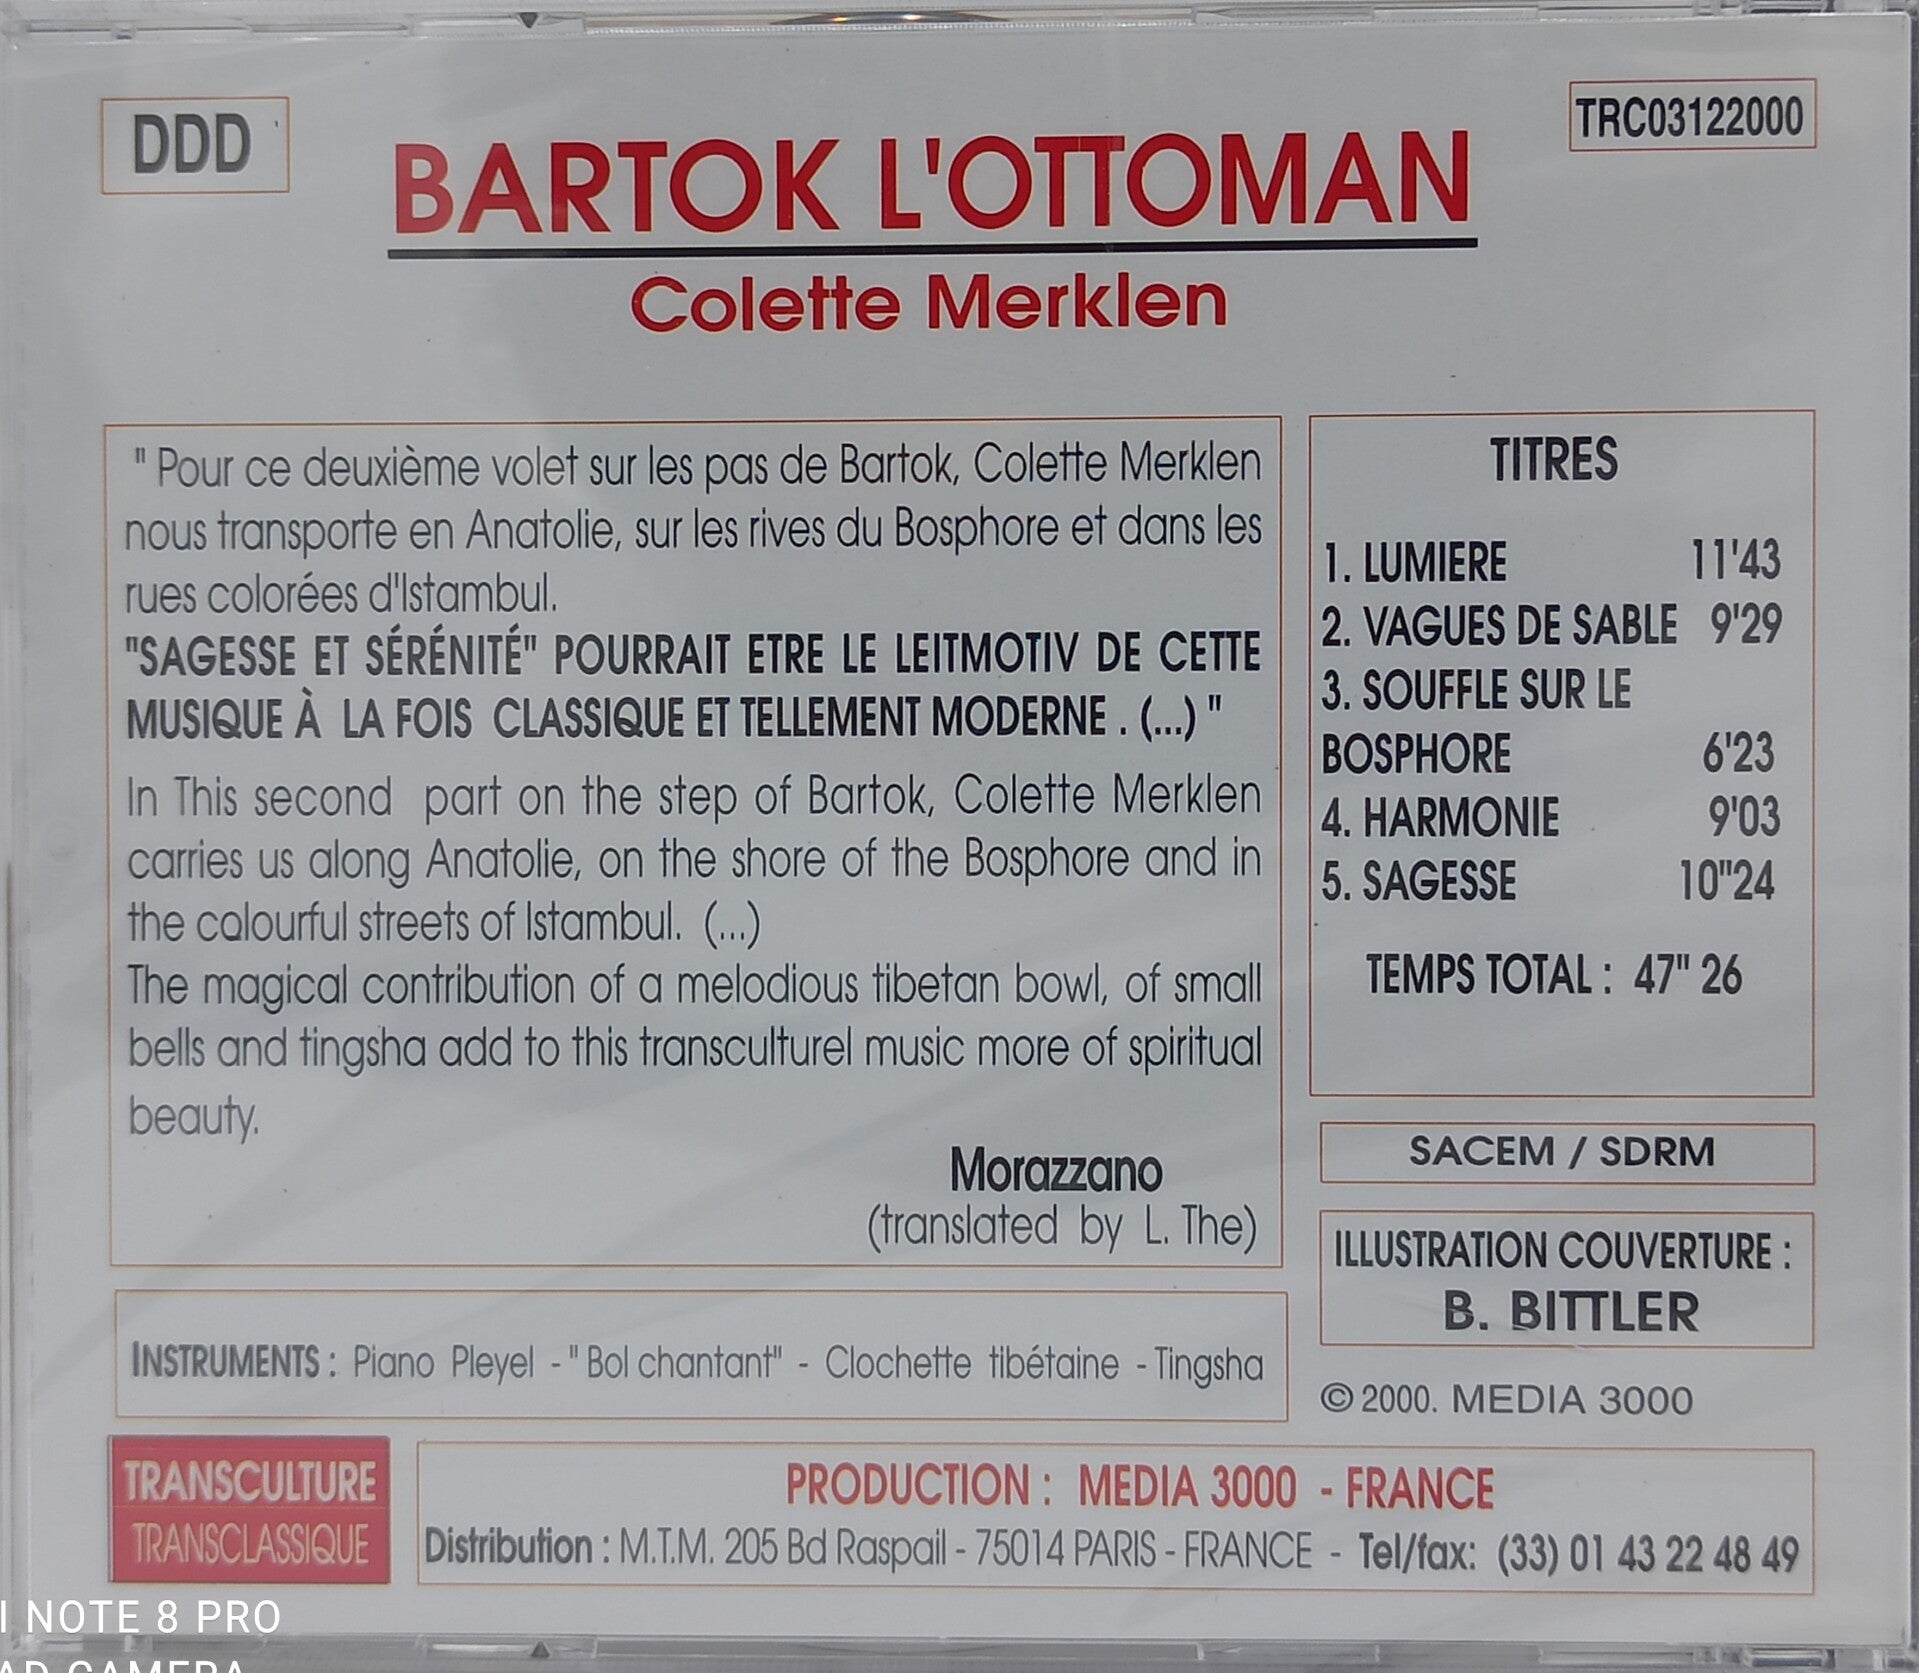 DDD
TRC03122000
BARTOK L'OTTOMAN
Colette Merklen
" Pour ce deuxième volet sur les pas de Bartok, Colette Merklen
nous transporte en Anatolie, sur les rives du Bosphore et dans les
rues colorées d'Istambul.
"SAGESSE ET SÉRÉNITÉ" POURRAIT ETRE LE LEITMOTIV DE CETTE
MUSIQUE À LA FOIS CLASSIQUE ET TELLEMENT MODERNE . (...) "
In This second part on the step of Bartok, Colette Merklen
carries us along Anatolie, on the shore of the Bosphore and in
the colourful streets of Istambul. (...)
The magical contribution of a melodious tibetan bowl, of small
bells and tingsha add to this transculturel music more of spiritual
beauty.
Morazzano
(translated by L. The)
TITRES
1. LUMIERE 11'43
2. VAGUES DE SABLE 9'29
3. SOUFFLE SUR LE
BOSPHORE 6'23
4. HARMONIE 9'03
5. SAGESSE 10"24
TEMPS TOTAL : 47" 26
SACEM / SDRM
ILLUSTRATION COUVERTURE :
B. BITTLER
© 2000. MEDIA 3000
INSTRUMENTS : Piano Pleyel - " Bol chantant" - Clochette tibétaine - Tingsha
TRANSCULTURE
TRANSCLASSIQUE
PRODUCTION : MEDIA 3000 - FRANCE
Distribution : M.T.M. 205 Bd Raspail - 75014 PARIS - FRANCE - Tel/fax: (33) 01 43 22 48 49
I NOTE 8 PRO
AD CAMERA